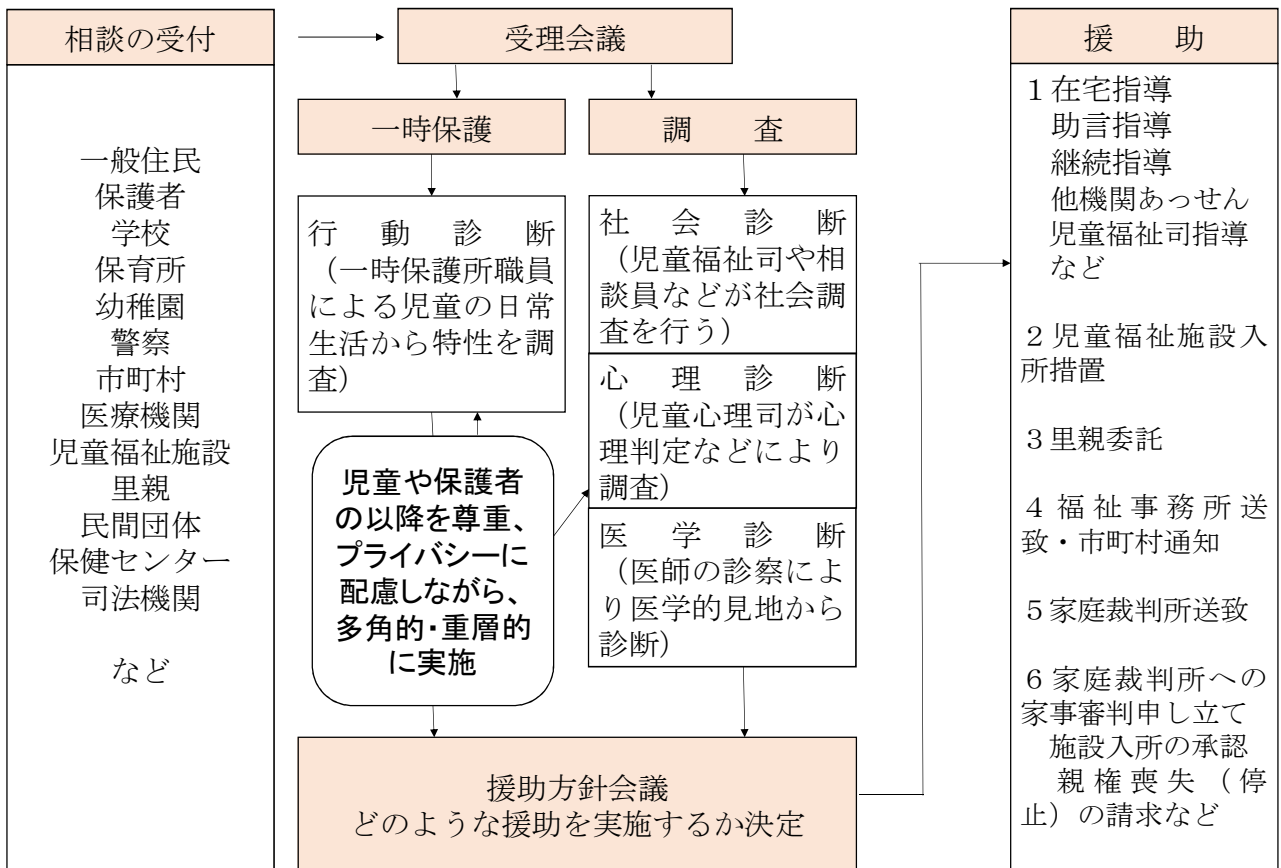 相談の受付
一般住民
保護者
学校
保育所
幼稚園
警察
市町村
医療機関
児童福祉施設
里親
民間団体
保健センター
司法機関
など
受理会議
一時保護
行動診断
（一時保護所職員
による児童の日常
生活から特性を調
査）
調　　査
社会診断
（児童福祉司や相
談員などが社会調
査を行う）
心理診断
（児童心理司が心
理判定などにより
調査）
医学診断
（医師の診察によ
り医学的見地から
診断）
児童や保護者
の以降を尊重、
プライバシーに
配慮しながら、
多角的・重層的
に実施
援助方針会議
どのような援助を実施するか決定
援　　助
１在宅指導
助言指導
継続指導
他機関あっせん
児童福祉司指導
など
２児童福祉施設入
所措置
３里親委託
４福祉事務所送
致・市町村通知
５家庭裁判所送致
６家庭裁判所への
家事審判申し立て
施設入所の承認
親権喪失（停
止）の請求など